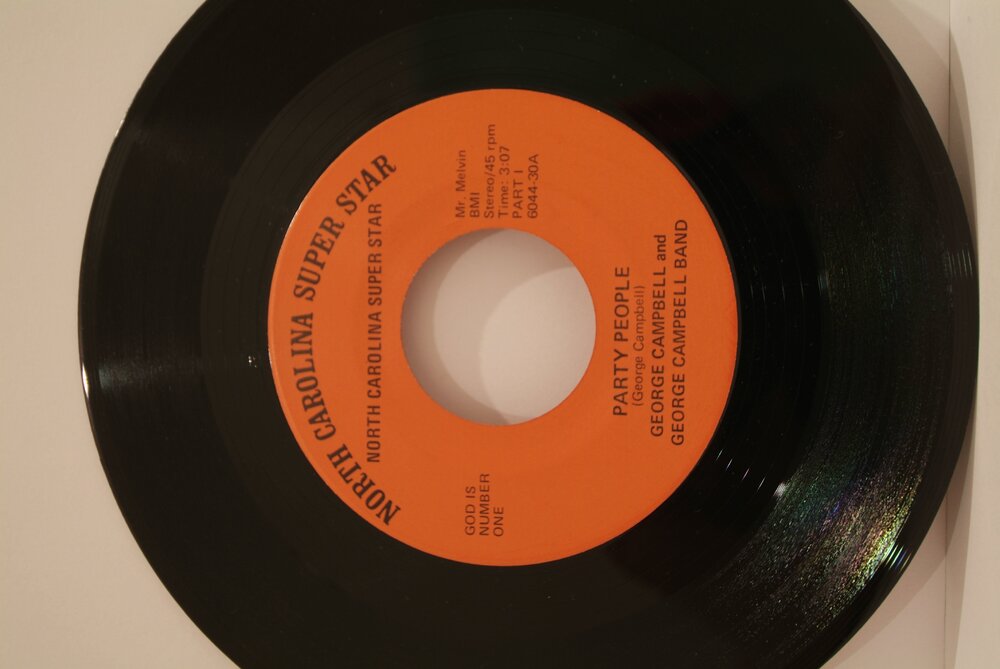 NORTH CAROLINA SUPER STAR
NORTH CAROLINA SUPER STAR
GOD IS
NUMBER
ONE
Mr. Melvin
BMI
Stereo/45 rpm
Time: 3:07
PART I
6044-30A
PARTY PEOPLE
(George Campbell)
GEORGE CAMPBELL and
GEORGE CAMPBELL BAND